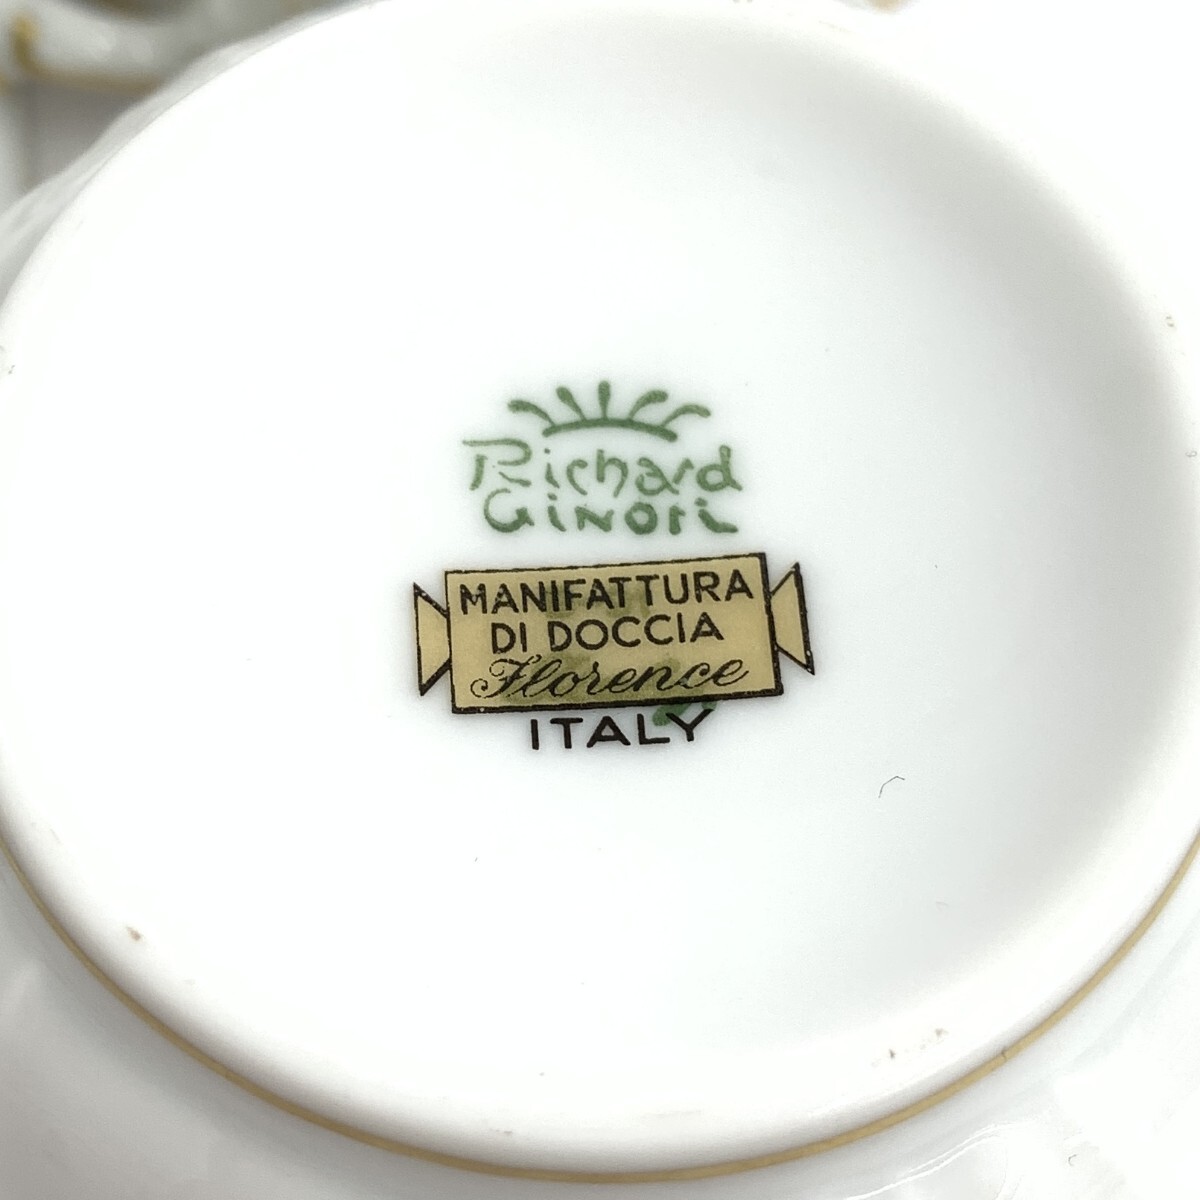 Richard
Ginori
MANIFATTURA
DI DOCCIA
Florence
ITALY